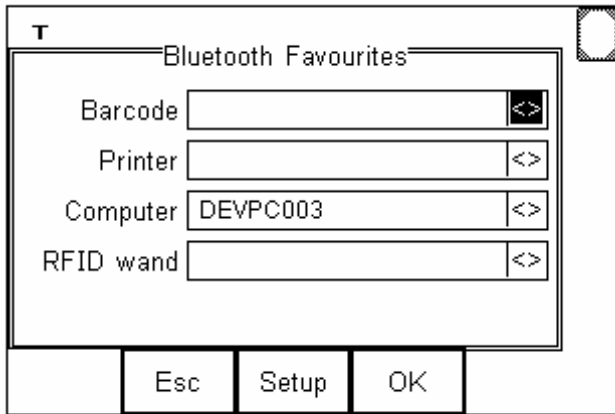 T
Bluetooth Favourites
Barcode <>
Printer <>
Computer DEVPC003 <>
RFID wand <>
Esc Setup OK